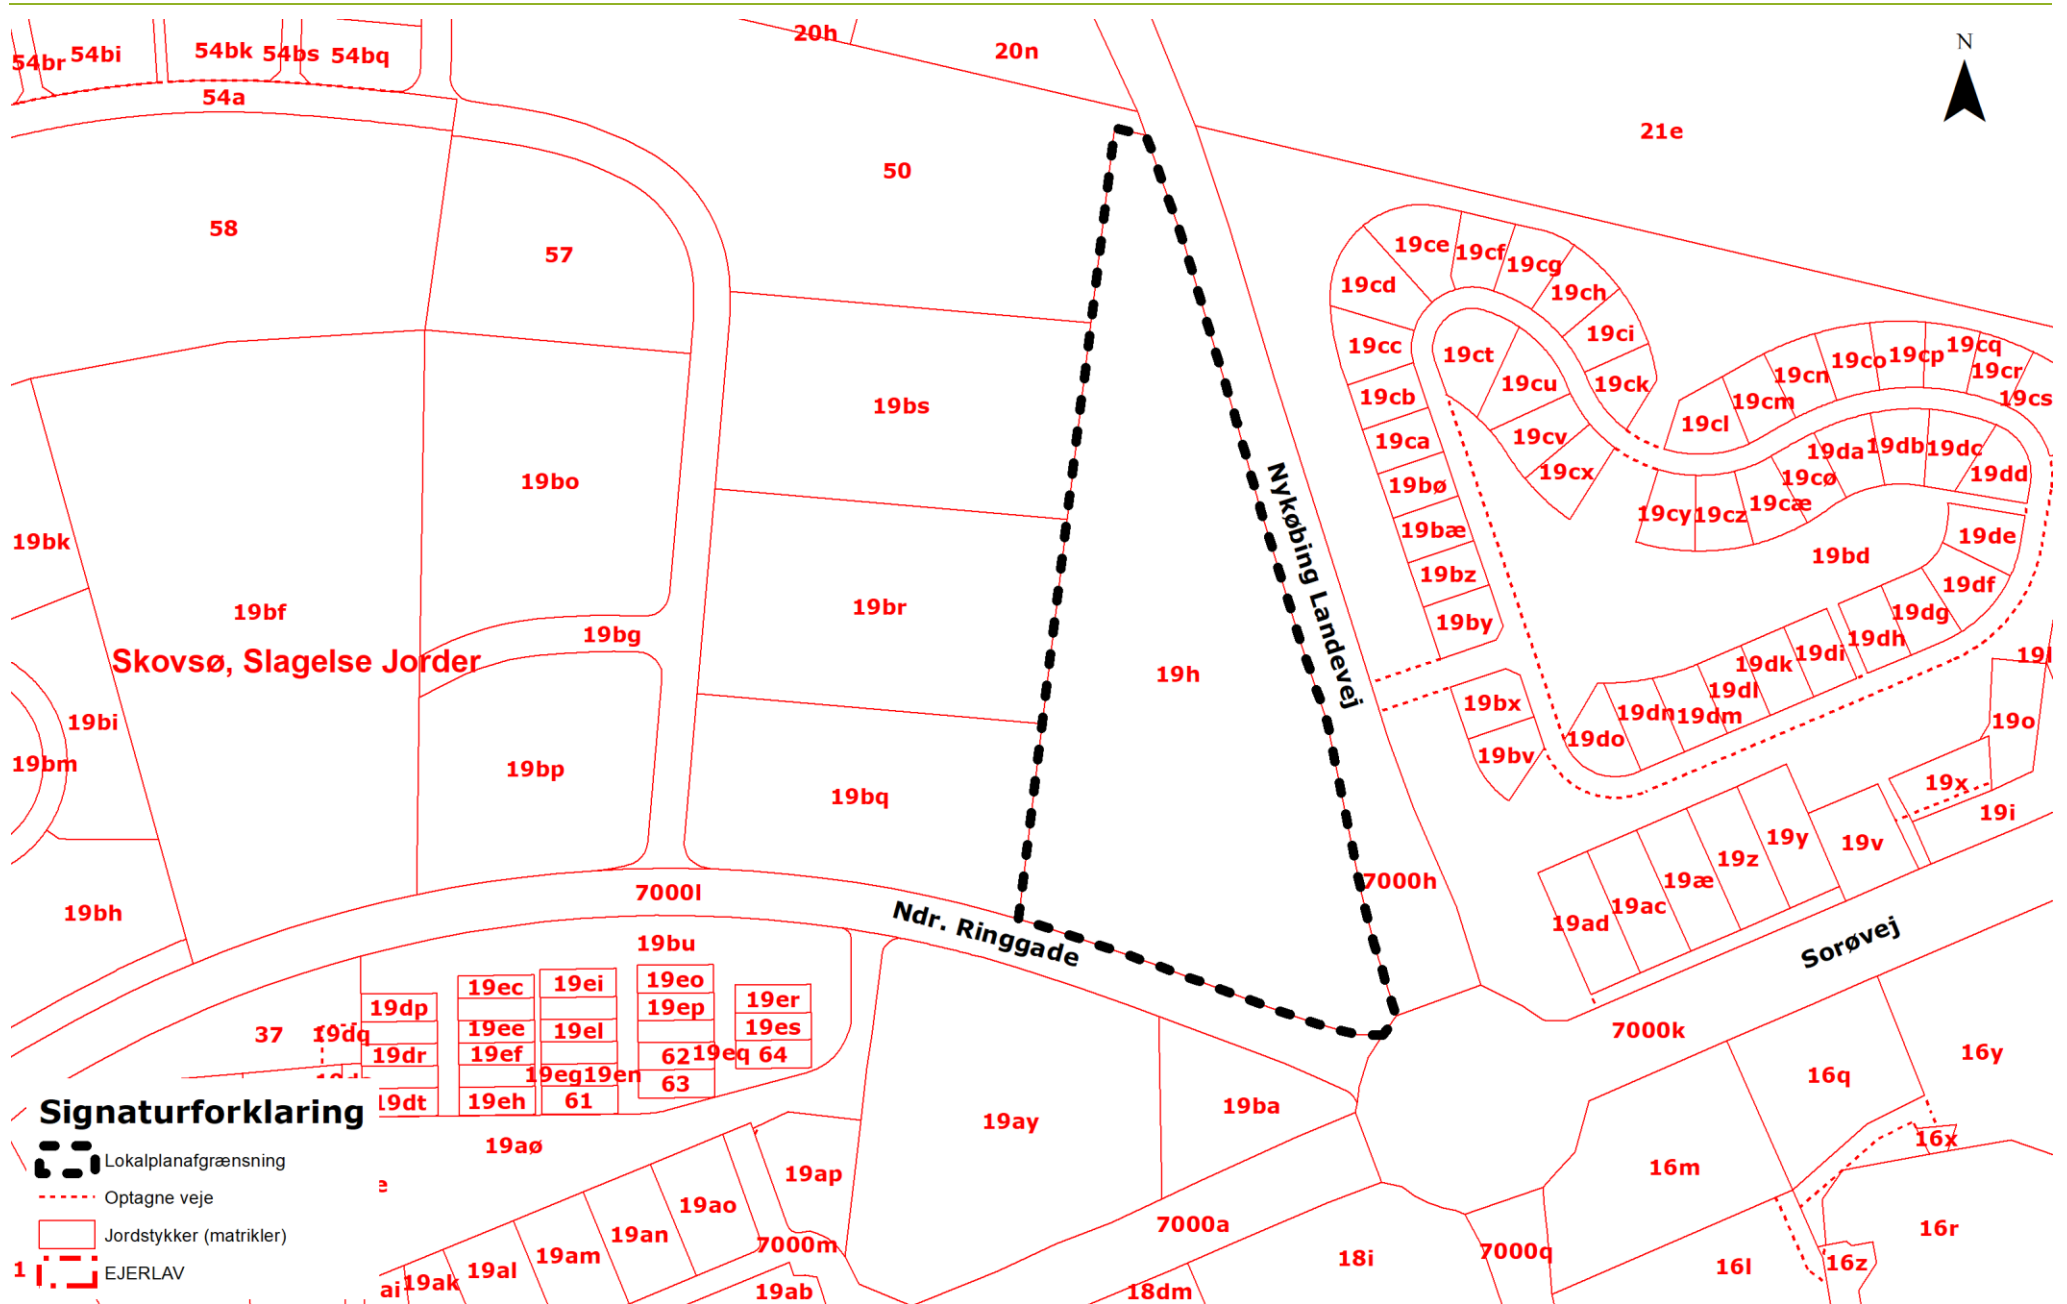 20h
20n
N
54br
54bi
54bk
54bs
54bq
54a
21e
50
58
57
19ce
19cf
19cg
19cd
19ch
19ci
19cc
19ct
19cu
19ck
19cb
19ca
19cv
19cx
19cl
19cm
19cn
19co
19cp
19cq
19cr
19cs
19bs
19bo
19bø
19bæ
19bz
19by
19cy
19cz
19cæ
19cø
19da
19db
19dc
19dd
19de
19df
19bd
19dg
19dh
19di
19dk
19dl
19dm
19dn
19do
19bk
19bf
19br
19bg
Skovsø, Slagelse Jorder
19h
Nykøbing Landevej
19bi
19bm
19bp
19bq
19bx
19bv
19o
19x
19i
19v
19y
19z
19æ
19ac
19ad
7000h
19bh
7000l
Ndr. Ringgade
Sorøvej
19bu
19ec
19ei
19eo
19er
19dp
19ep
19es
37
19dq
19ee
19el
19dr
19ef
62
19eq
64
19eg
19en
63
19dt
19eh
61
7000k
16y
16q
16x
16m
16r
16z
16l
19ay
19ba
19aø
19ap
19ao
19an
19am
19al
19ak
ai
7000m
19ab
7000a
18i
18dm
7000q
e
1
Signaturforklaring
Lokalplanafgrænsning
Optagne veje
Jordstykker (matrikler)
EJERLAV